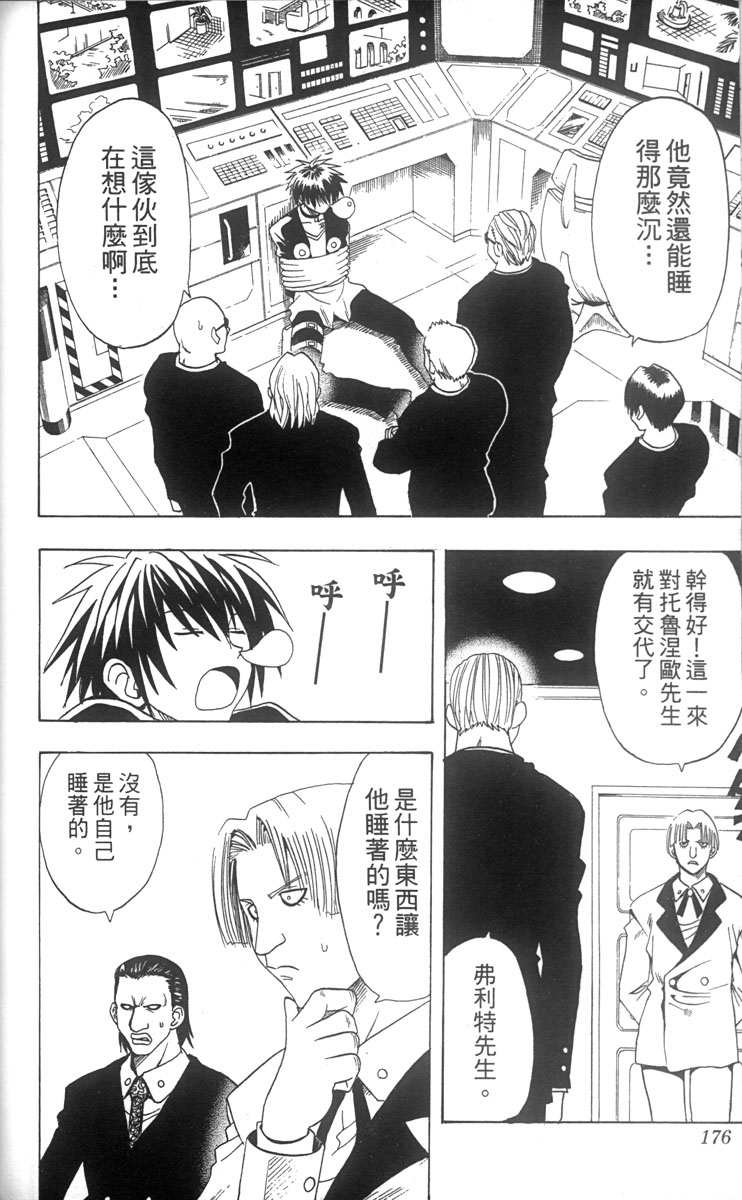 他竟然還能睡
得那麼沉…
這傢伙到底
在想什麼啊…
幹得好！這一來
對托魯涅歐先生
就有交代了。
弗利特先生。
呼
呼
是什麼東西讓
他睡著的嗎？
沒有，
是他自己
睡著的。
176